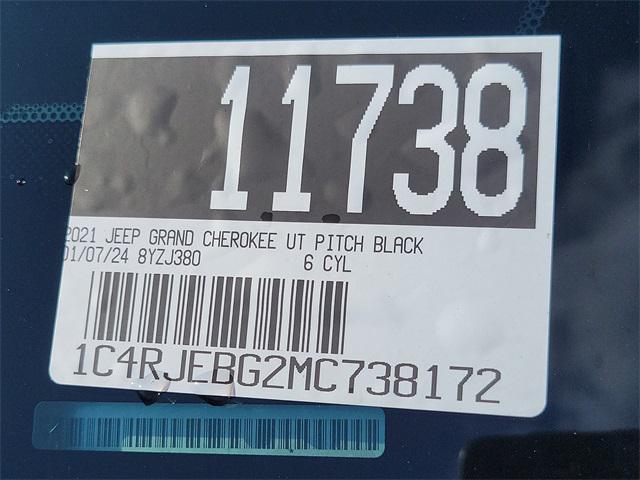 11738
2021 JEEP GRAND CHEROKEE UT PITCH BLACK
01/07/24 8YZJ380 6 CYL
1C4RJEBG2MC738172